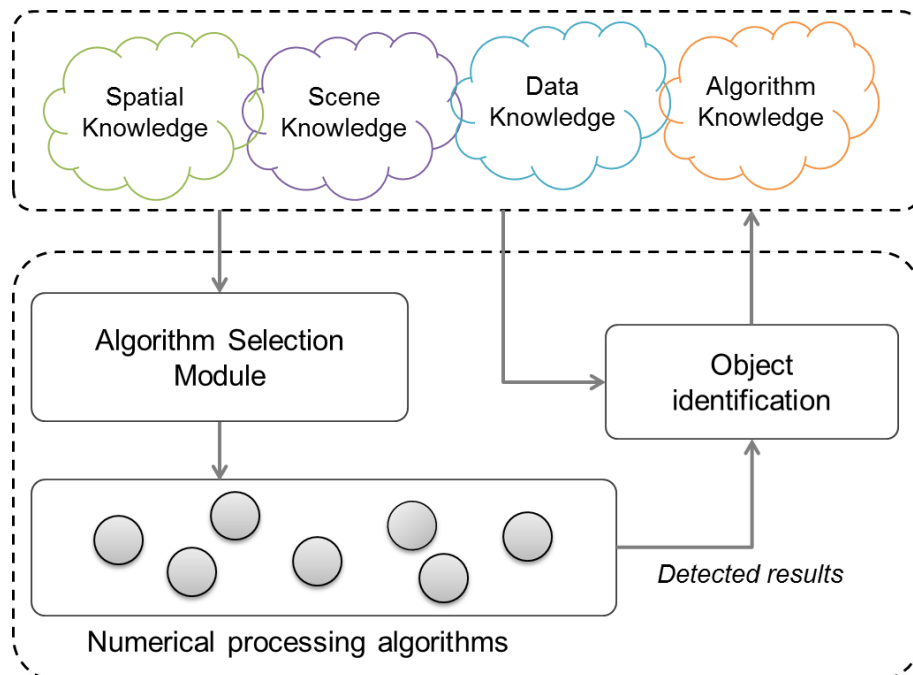 Spatial
Knowledge
Scene
Knowledge
Data
Knowledge
Algorithm
Knowledge
Algorithm Selection
Module
Object
identification
Detected results
Numerical processing algorithms